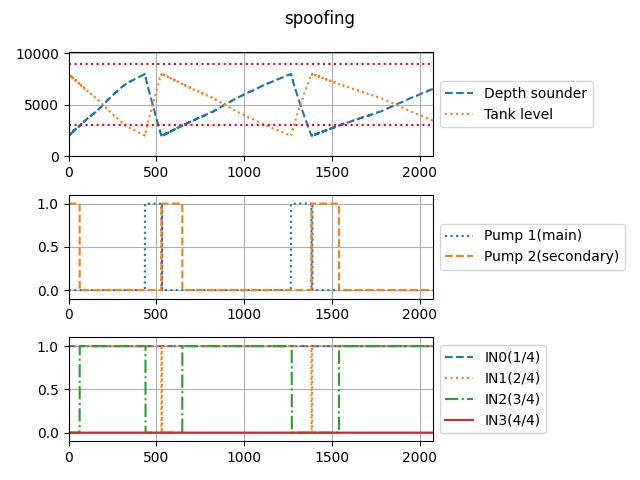 spoofing
10000
5000
0
0 500 1000 1500 2000
Depth sounder
Tank level
1.0
0.5
0.0
0 500 1000 1500 2000
Pump 1(main)
Pump 2(secondary)
1.0
0.5
0.0
0 500 1000 1500 2000
IN0(1/4)
IN1(2/4)
IN2(3/4)
IN3(4/4)